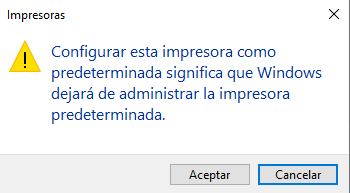 Impresoras
Configurar esta impresora como
predeterminada significa que Windows
dejará de administrar la impresora
predeterminada.
Aceptar
Cancelar